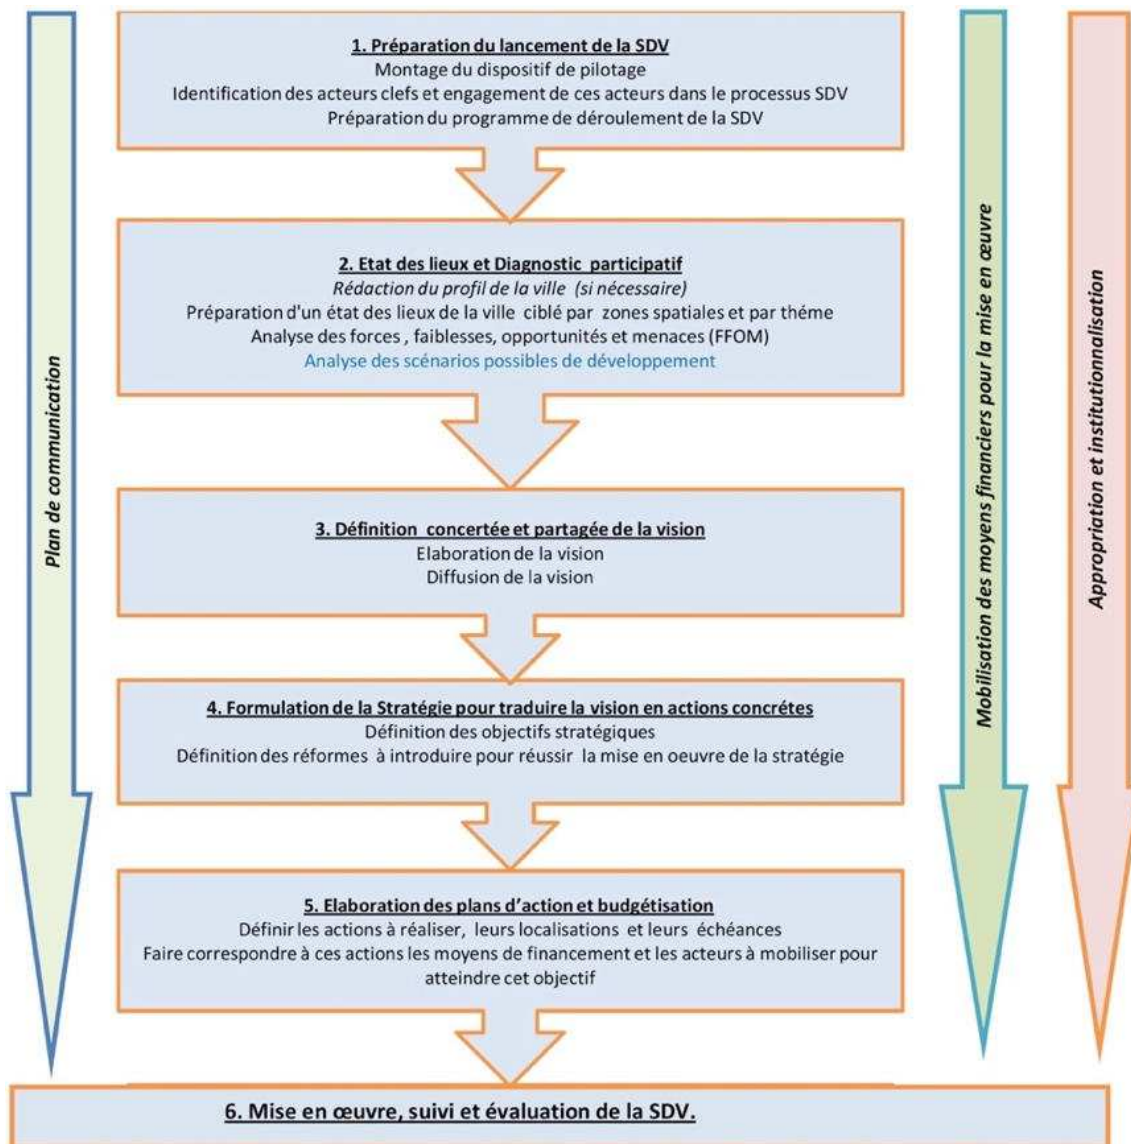 1. Préparation du lancement de la SDV
Montage du dispositif de pilotage
Identification des acteurs clefs et engagement de ces acteurs dans le processus SDV
Préparation du programme de déroulement de la SDV
2. Etat des lieux et Diagnostic participatif
Rédaction du profil de la ville (si nécessaire)
Préparation d'un état des lieux de la ville ciblé par zones spatiales et par théme
Analyse des forces , faiblesses, opportunités et menaces (FFOM)
Analyse des scénarios possibles de développement
3. Définition concertée et partagée de la vision
Elaboration de la vision
Diffusion de la vision
4. Formulation de la Stratégie pour traduire la vision en actions concrétes
Définition des objectifs stratégiques
Définition des réformes à introduire pour réussir la mise en oeuvre de la stratégie
5. Elaboration des plans d’action et budgétisation
Définir les actions à réaliser, leurs localisations et leurs échéances
Faire correspondre à ces actions les moyens de financement et les acteurs à mobiliser pour
atteindre cet objectif
6. Mise en œuvre, suivi et évaluation de la SDV.
Plan de communication
Mobilisation des moyens financiers pour la mise en œuvre
Appropriation et institutionnalisation